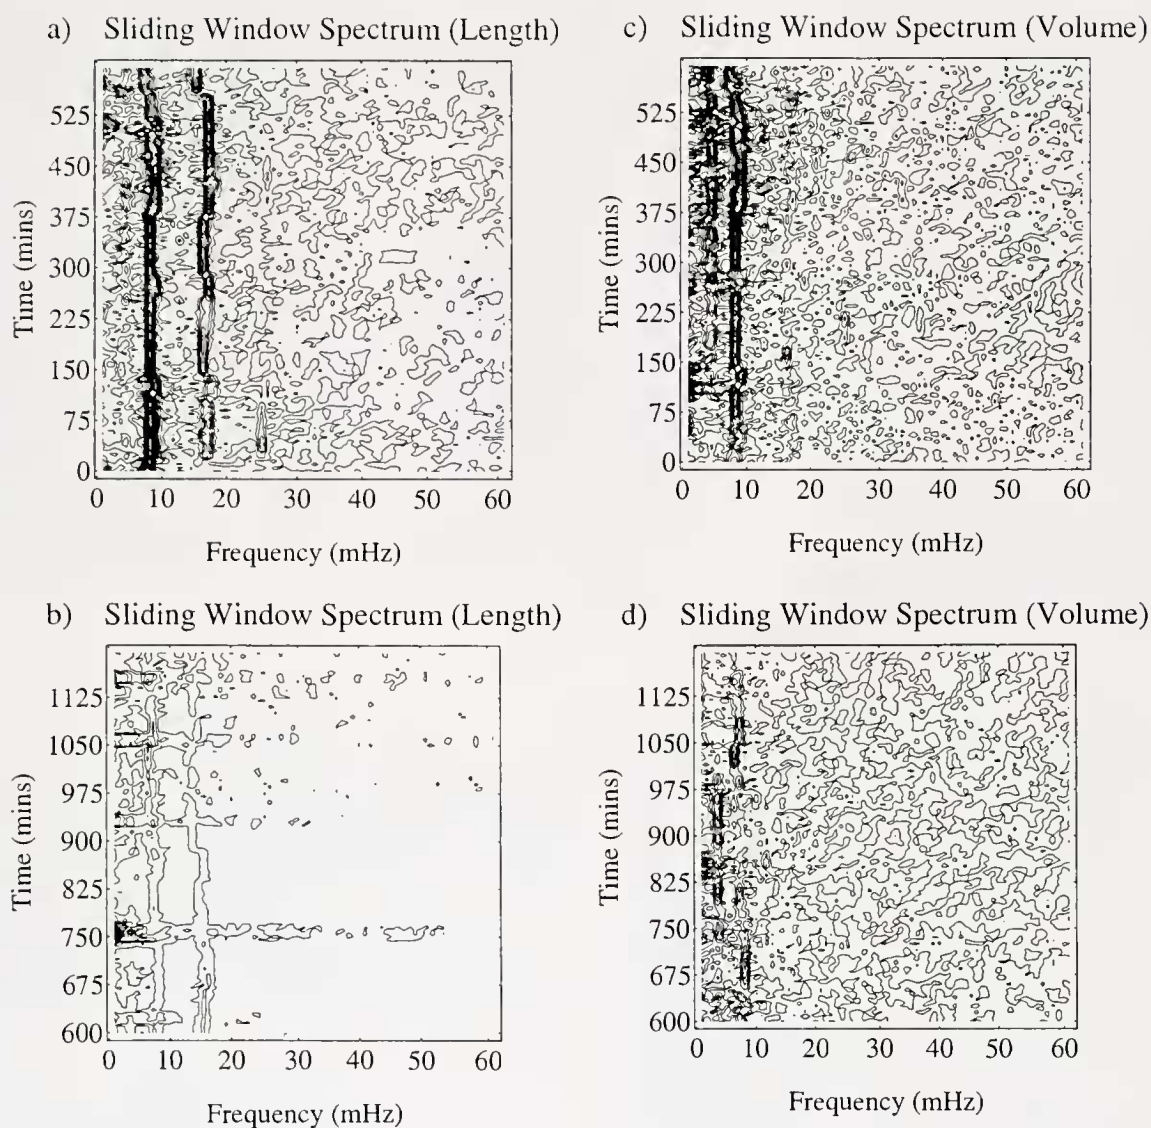 a) Sliding Window Spectrum (Length)
525
450
375
300
225
150
75
0
Time (mins)
0 10 20 30 40 50 60
Frequency (mHz)
c) Sliding Window Spectrum (Volume)
525
450
375
300
225
150
75
0
Time (mins)
0 10 20 30 40 50 60
Frequency (mHz)
b) Sliding Window Spectrum (Length)
1125
1050
975
900
825
750
675
600
Time (mins)
0 10 20 30 40 50 60
Frequency (mHz)
d) Sliding Window Spectrum (Volume)
1125
1050
975
900
825
750
675
600
Time (mins)
0 10 20 30 40 50 60
Frequency (mHz)